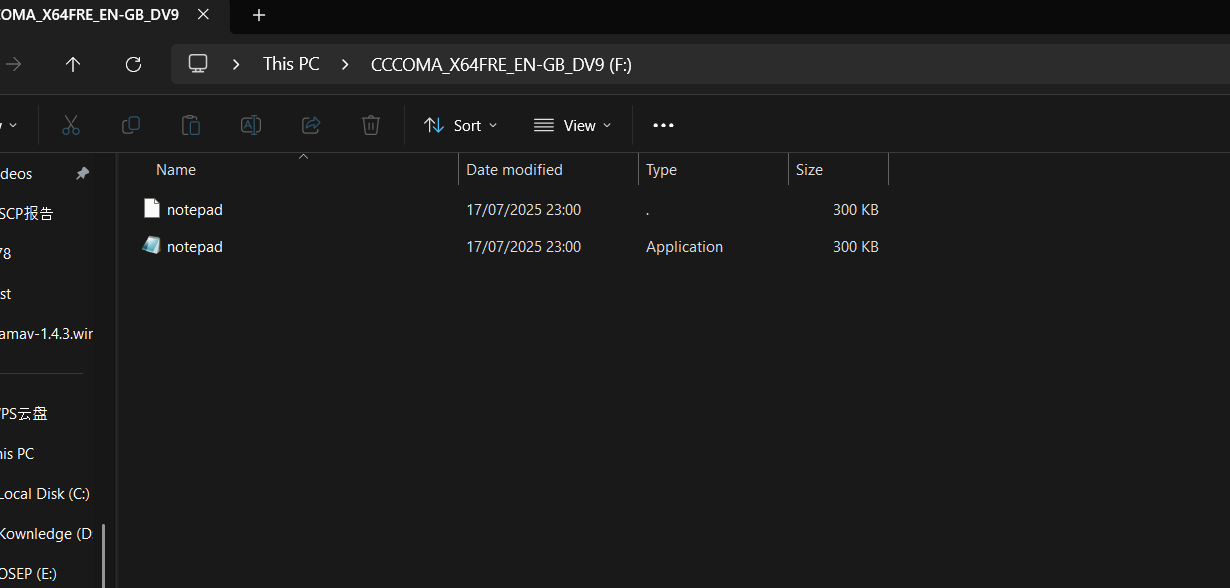 COMA_X64FRE_EN-GB_DV9
This PC > CCCOMA_X64FRE_EN-GB_DV9 (F:)
Sort View
Name Date modified Type Size
notepad 17/07/2025 23:00 . 300 KB
notepad 17/07/2025 23:00 Application 300 KB
deos
SCP报告
78
st
amav-1.4.3.wir
PS云盘
his PC
Local Disk (C:)
Kownledge (D:
OSEP (E:)